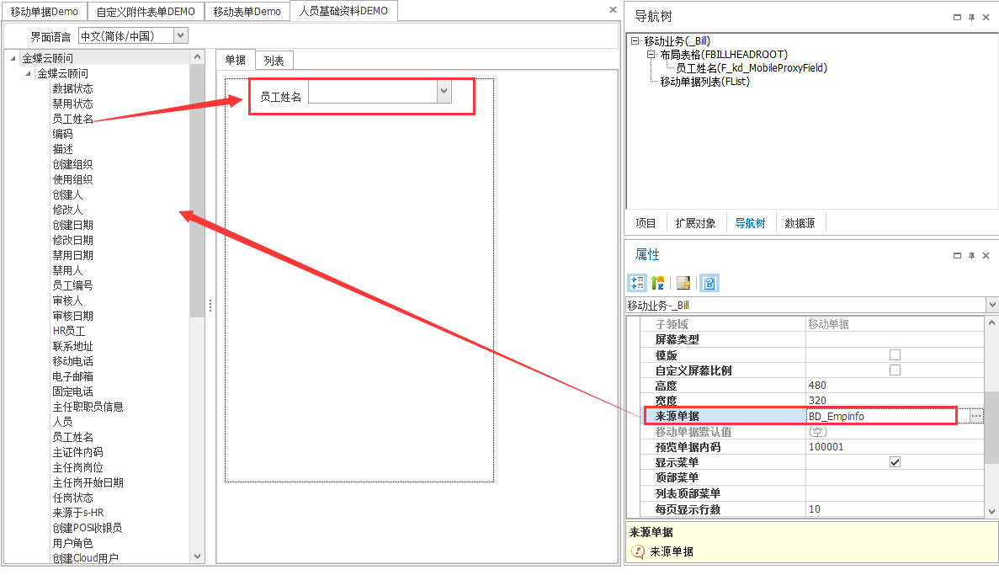 移动单据Demo
自定义附件表单DEMO
移动表单Demo
人员基础资料DEMO
界面语言
中文(简体/中国)
金蝶云顾问
金蝶云顾问
数据状态
禁用状态
员工姓名
编码
描述
创建组织
使用组织
创建人
修改人
创建日期
修改日期
禁用日期
禁用人
员工编号
审核人
审核日期
HR员工
联系地址
移动电话
电子邮箱
固定电话
主任职职员信息
人员
员工姓名
主证件内码
主任岗岗位
主任岗开始日期
任岗状态
来源于s-HR
创建POS收银员
用户角色
创建Cloud用户
单据
列表
员工姓名
导航树
移动业务(_Bill)
布局表格(FBILLHEADROOT)
员工姓名(F_kd_MobileProxyField)
移动单据列表(FList)
项目
扩展对象
导航树
数据源
属性
移动业务-_Bill
子领域 移动单据
屏幕类型
模版
自定义屏幕比例
高度 480
宽度 320
来源单据 BD_Empinfo ...
移动单据默认值 (空)
预览单据内码 100001
显示菜单
顶部菜单
列表顶部菜单
每页显示行数 10
来源单据
来源单据